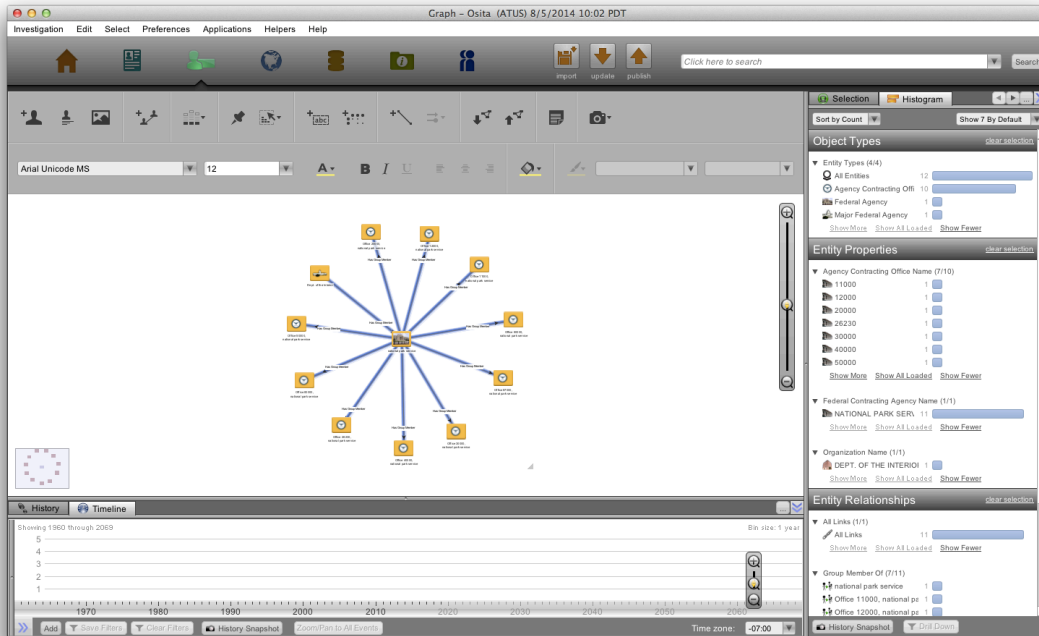 Graph – Osita (ATUS) 8/5/2014 10:02 PDT
Investigation Edit Select Preferences Applications Helpers Help
import update publish
Click here to search
Search
Selection Histogram
Sort by Count Show 7 By Default
Arial Unicode MS 12
A B I U
abc
Object Types clear selection
Entity Types (4/4)
All Entities 12
Agency Contracting Offi 10
Federal Agency 1
Major Federal Agency 1
Show More Show All Loaded Show Fewer
Entity Properties clear selection
Agency Contracting Office Name (7/10)
11000 1
12000 1
20000 1
26230 1
30000 1
40000 1
50000 1
Show More Show All Loaded Show Fewer
Federal Contracting Agency Name (1/1)
NATIONAL PARK SERV 11
Show More Show All Loaded Show Fewer
Organization Name (1/1)
DEPT. OF THE INTERIOR 1
Show More Show All Loaded Show Fewer
Entity Relationships clear selection
All Links (1/1)
All Links 11
Show More Show All Loaded Show Fewer
Group Member Of (7/11)
national park service 1
Office 11000, national pa 1
Office 12000, national pa 1
History Snapshot Drill Down
Has Group Member
national park service
History Timeline
Showing 1960 through 2069 Bin size: 1 year
5
4
3
2
1
1970 1980 1990 2000 2010 2020 2030 2040 2050 2060
Add Save Filters Clear Filters History Snapshot Zoom/Pan to All Events Time zone: -07:00